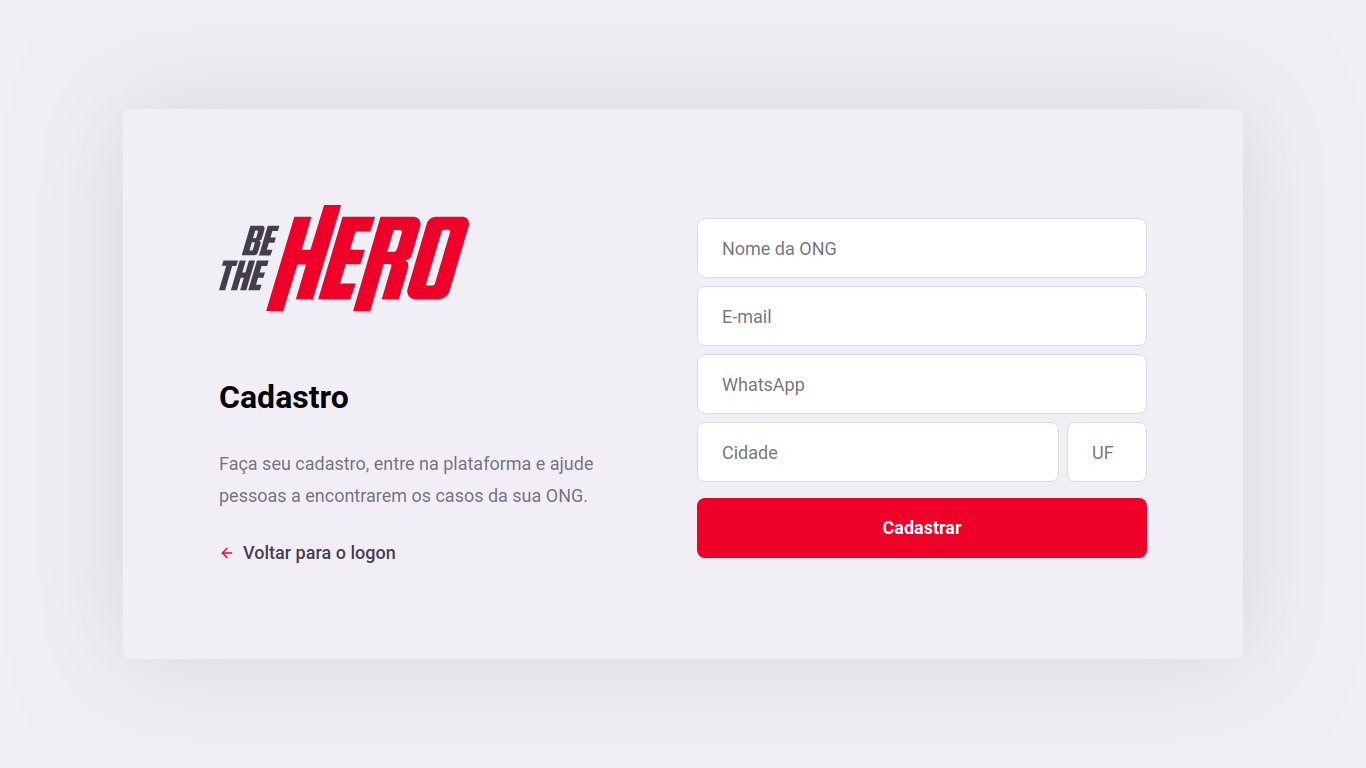 BE
THE
HERO
Cadastro
Faça seu cadastro, entre na plataforma e ajude
pessoas a encontrarem os casos da sua ONG.
Voltar para o logon
Nome da ONG
E-mail
WhatsApp
Cidade
UF
Cadastrar